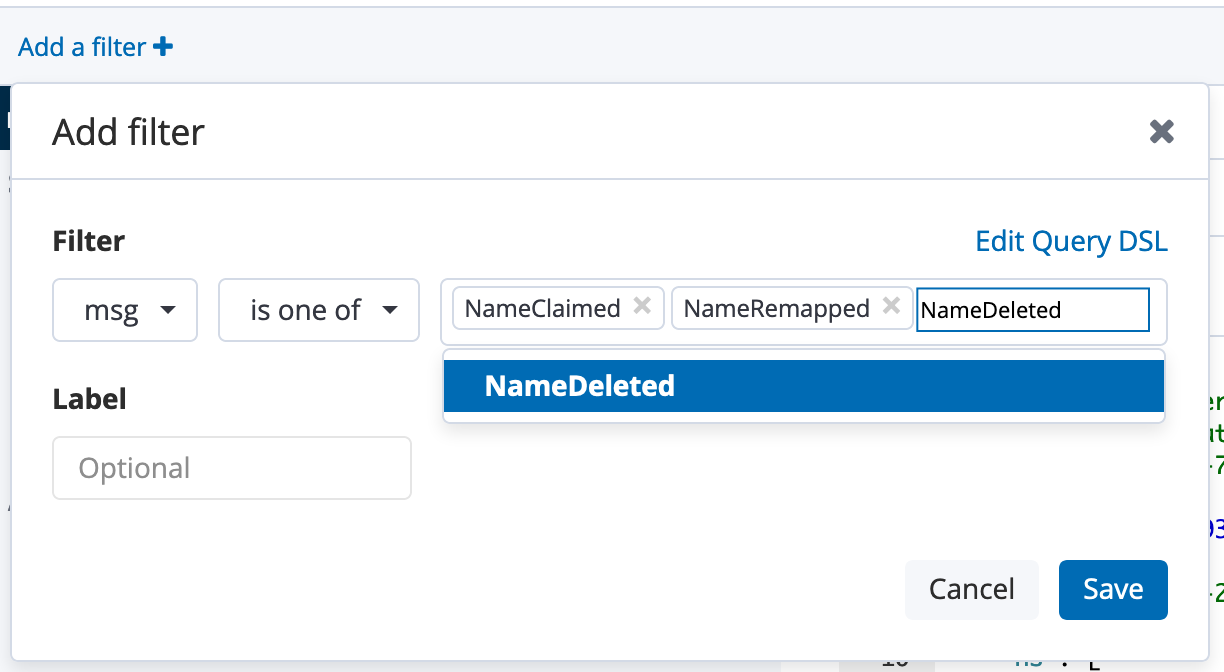 Add a filter
Add filter
Filter
Edit Query DSL
msg
is one of
NameClaimed
NameRemapped
NameDeleted
NameDeleted
Label
Optional
Cancel
Save